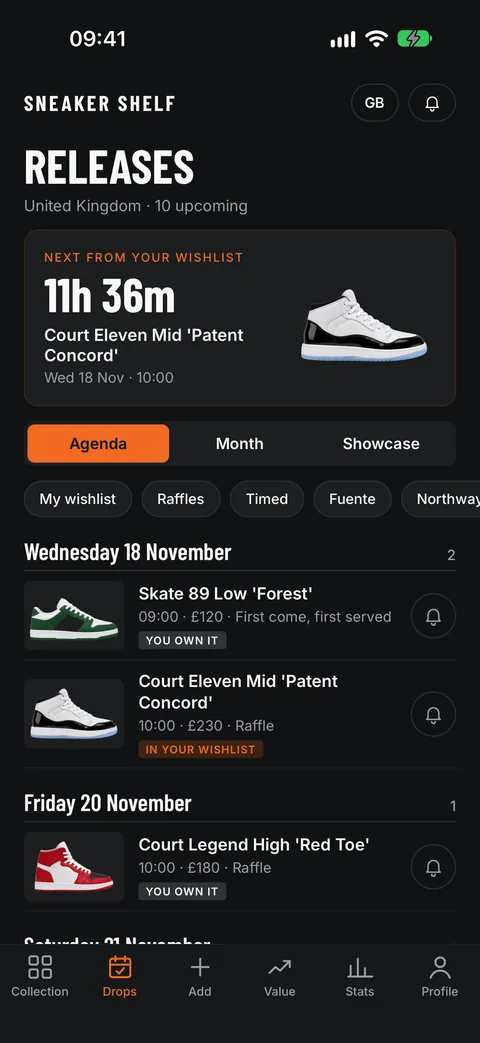 09:41
SNEAKER SHELF
GB
RELEASES
United Kingdom · 10 upcoming
NEXT FROM YOUR WISHLIST
11h 36m
Court Eleven Mid 'Patent
Concord'
Wed 18 Nov · 10:00
Agenda
Month
Showcase
My wishlist
Raffles
Timed
Fuente
Northway
Wednesday 18 November
2
Skate 89 Low 'Forest'
09:00 · £120 · First come, first served
YOU OWN IT
Court Eleven Mid 'Patent
Concord'
10:00 · £230 · Raffle
IN YOUR WISHLIST
Friday 20 November
1
Court Legend High 'Red Toe'
10:00 · £180 · Raffle
YOU OWN IT
Saturday 21 November
Collection
Drops
Add
Value
Stats
Profile